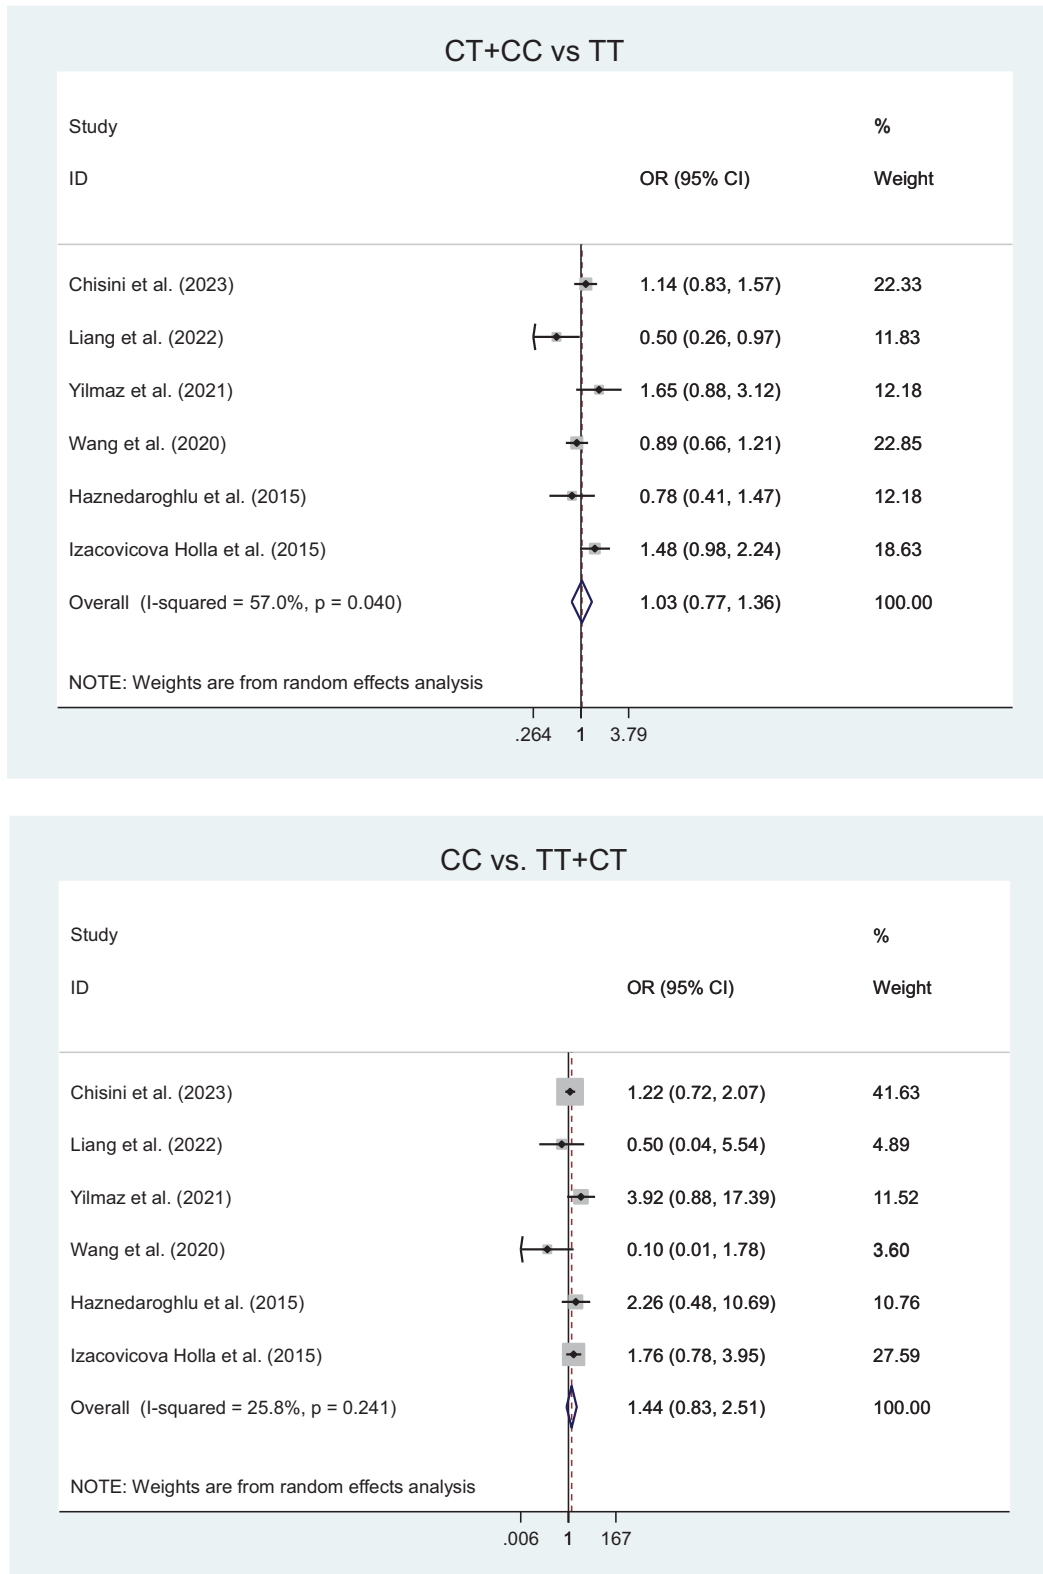 CT+CC vs TT
Study %
ID OR (95% CI) Weight
Chisini et al. (2023) 1.14 (0.83, 1.57) 22.33
Liang et al. (2022) 0.50 (0.26, 0.97) 11.83
Yilmaz et al. (2021) 1.65 (0.88, 3.12) 12.18
Wang et al. (2020) 0.89 (0.66, 1.21) 22.85
Haznedaroghlu et al. (2015) 0.78 (0.41, 1.47) 12.18
Izacovicova Holla et al. (2015) 1.48 (0.98, 2.24) 18.63
Overall (I-squared = 57.0%, p = 0.040) 1.03 (0.77, 1.36) 100.00
NOTE: Weights are from random effects analysis
.264 1 3.79
CC vs. TT+CT
Study %
ID OR (95% CI) Weight
Chisini et al. (2023) 1.22 (0.72, 2.07) 41.63
Liang et al. (2022) 0.50 (0.04, 5.54) 4.89
Yilmaz et al. (2021) 3.92 (0.88, 17.39) 11.52
Wang et al. (2020) 0.10 (0.01, 1.78) 3.60
Haznedaroghlu et al. (2015) 2.26 (0.48, 10.69) 10.76
Izacovicova Holla et al. (2015) 1.76 (0.78, 3.95) 27.59
Overall (I-squared = 25.8%, p = 0.241) 1.44 (0.83, 2.51) 100.00
NOTE: Weights are from random effects analysis
.006 1 167